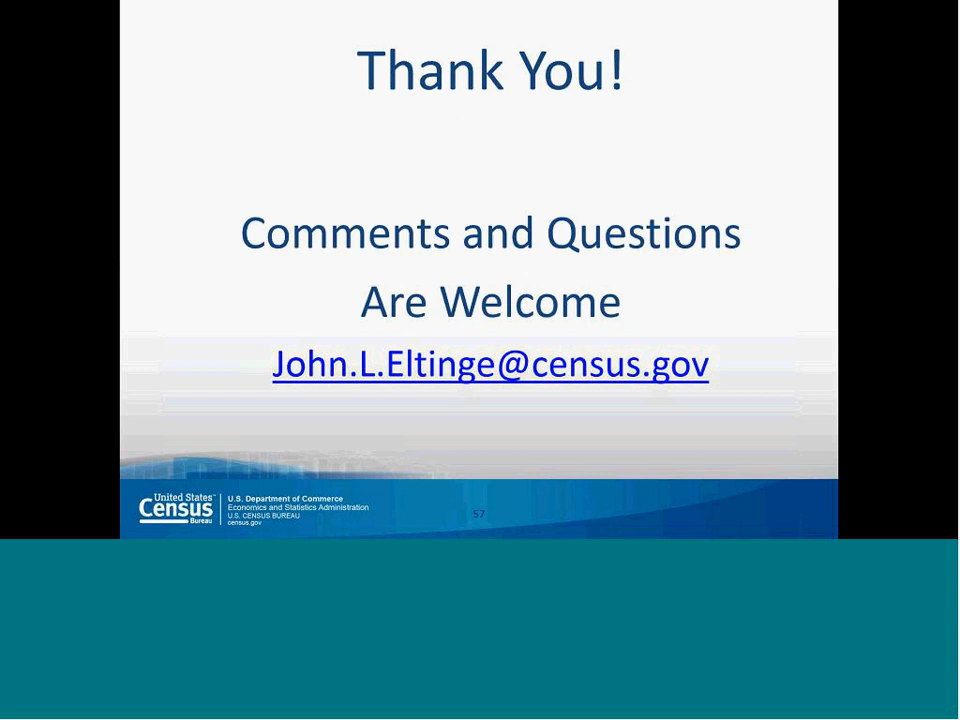 Thank You!
Comments and Questions
Are Welcome
John.L.Eltinge@census.gov
United States™
Census
Bureau
U.S. Department of Commerce
Economics and Statistics Administration
U.S. CENSUS BUREAU
census.gov
57